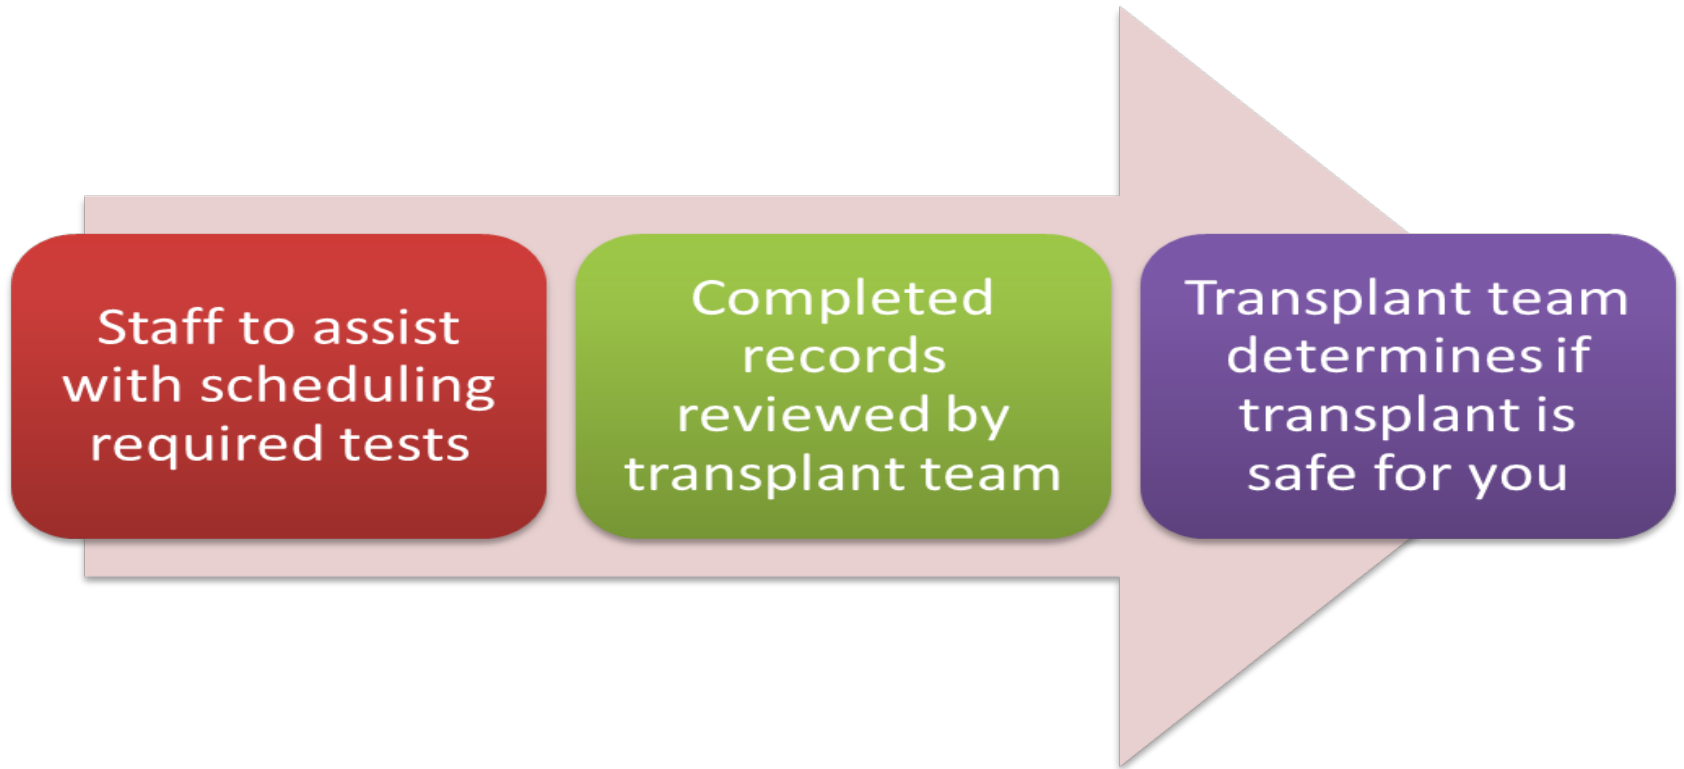 Staff to assist
with scheduling
required tests
Completed
records
reviewed by
transplant team
Transplant team
determines if
transplant is
safe for you